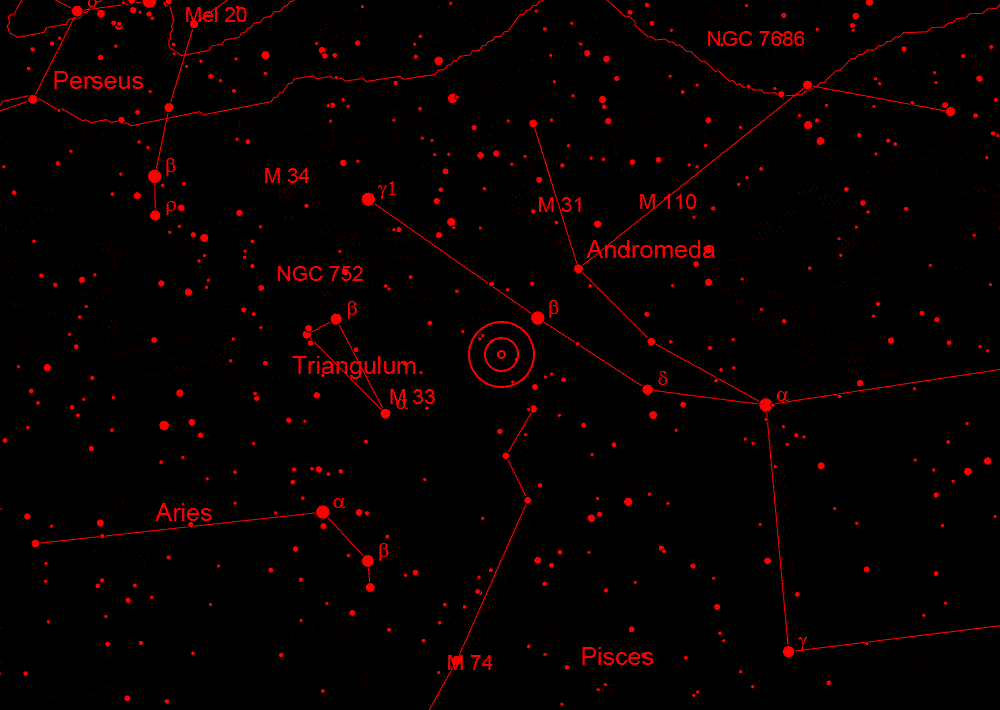 δ
Mel 20
NGC 7686
Perseus
β
M 34
γ1
ρ
M 31
M 110
Andromeda
NGC 752
β
β
Triangulum
δ
M 33
α
α
α
Aries
β
γ
Pisces
M 74